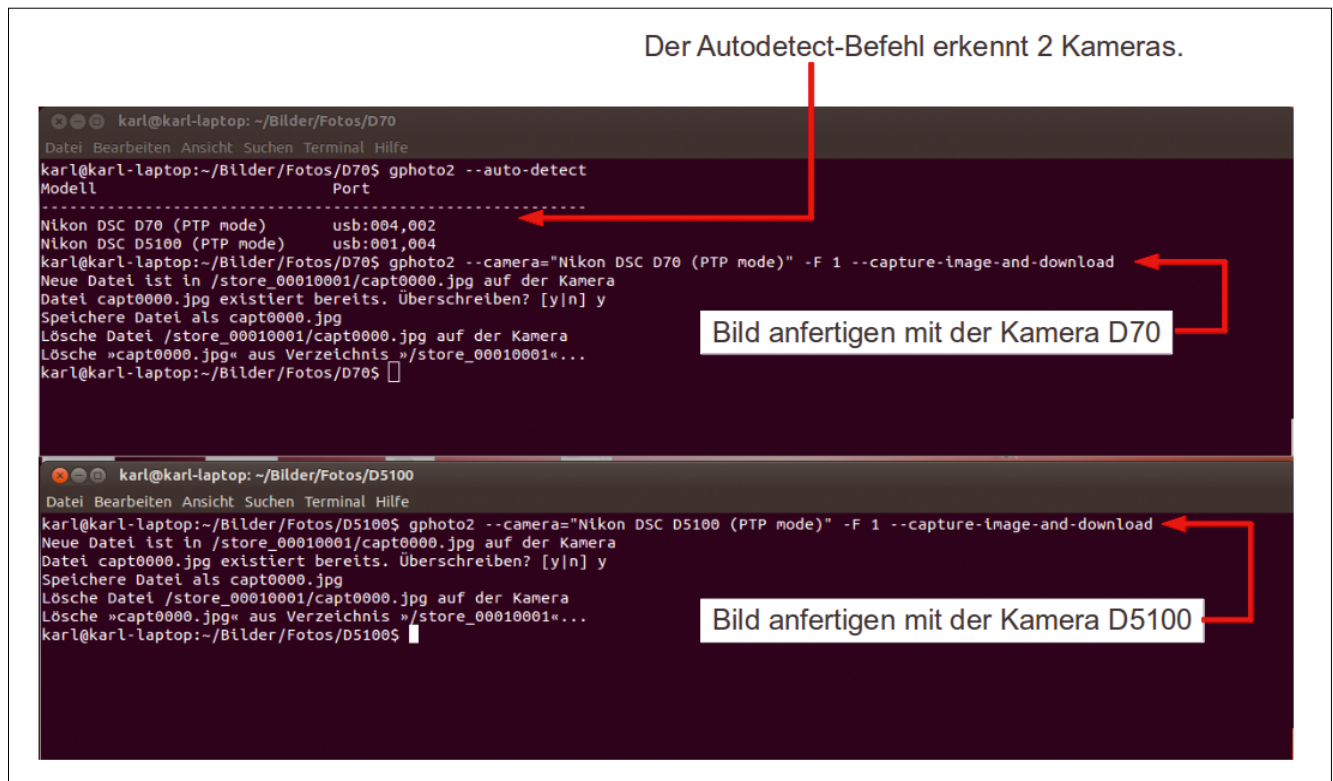 Der Autodetect-Befehl erkennt 2 Kameras.
karl@karl-laptop: ~/Bilder/Fotos/D70
Datei Bearbeiten Ansicht Suchen Terminal Hilfe
karl@karl-laptop:~/Bilder/Fotos/D70$ gphoto2 --auto-detect
Modell                         Port
----------------------------------------------------------
Nikon DSC D70 (PTP mode)       usb:004,002
Nikon DSC D5100 (PTP mode)     usb:001,004
karl@karl-laptop:~/Bilder/Fotos/D70$ gphoto2 --camera="Nikon DSC D70 (PTP mode)" -F 1 --capture-image-and-download
Neue Datei ist in /store_00010001/capt0000.jpg auf der Kamera
Datei capt0000.jpg existiert bereits. Überschreiben? [y|n] y
Speichere Datei als capt0000.jpg
Lösche Datei /store_00010001/capt0000.jpg auf der Kamera
Lösche »capt0000.jpg« aus Verzeichnis »/store_00010001«...
karl@karl-laptop:~/Bilder/Fotos/D70$
Bild anfertigen mit der Kamera D70
karl@karl-laptop: ~/Bilder/Fotos/D5100
Datei Bearbeiten Ansicht Suchen Terminal Hilfe
karl@karl-laptop:~/Bilder/Fotos/D5100$ gphoto2 --camera="Nikon DSC D5100 (PTP mode)" -F 1 --capture-image-and-download
Neue Datei ist in /store_00010001/capt0000.jpg auf der Kamera
Datei capt0000.jpg existiert bereits. Überschreiben? [y|n] y
Speichere Datei als capt0000.jpg
Lösche Datei /store_00010001/capt0000.jpg auf der Kamera
Lösche »capt0000.jpg« aus Verzeichnis »/store_00010001«...
karl@karl-laptop:~/Bilder/Fotos/D5100$
Bild anfertigen mit der Kamera D5100